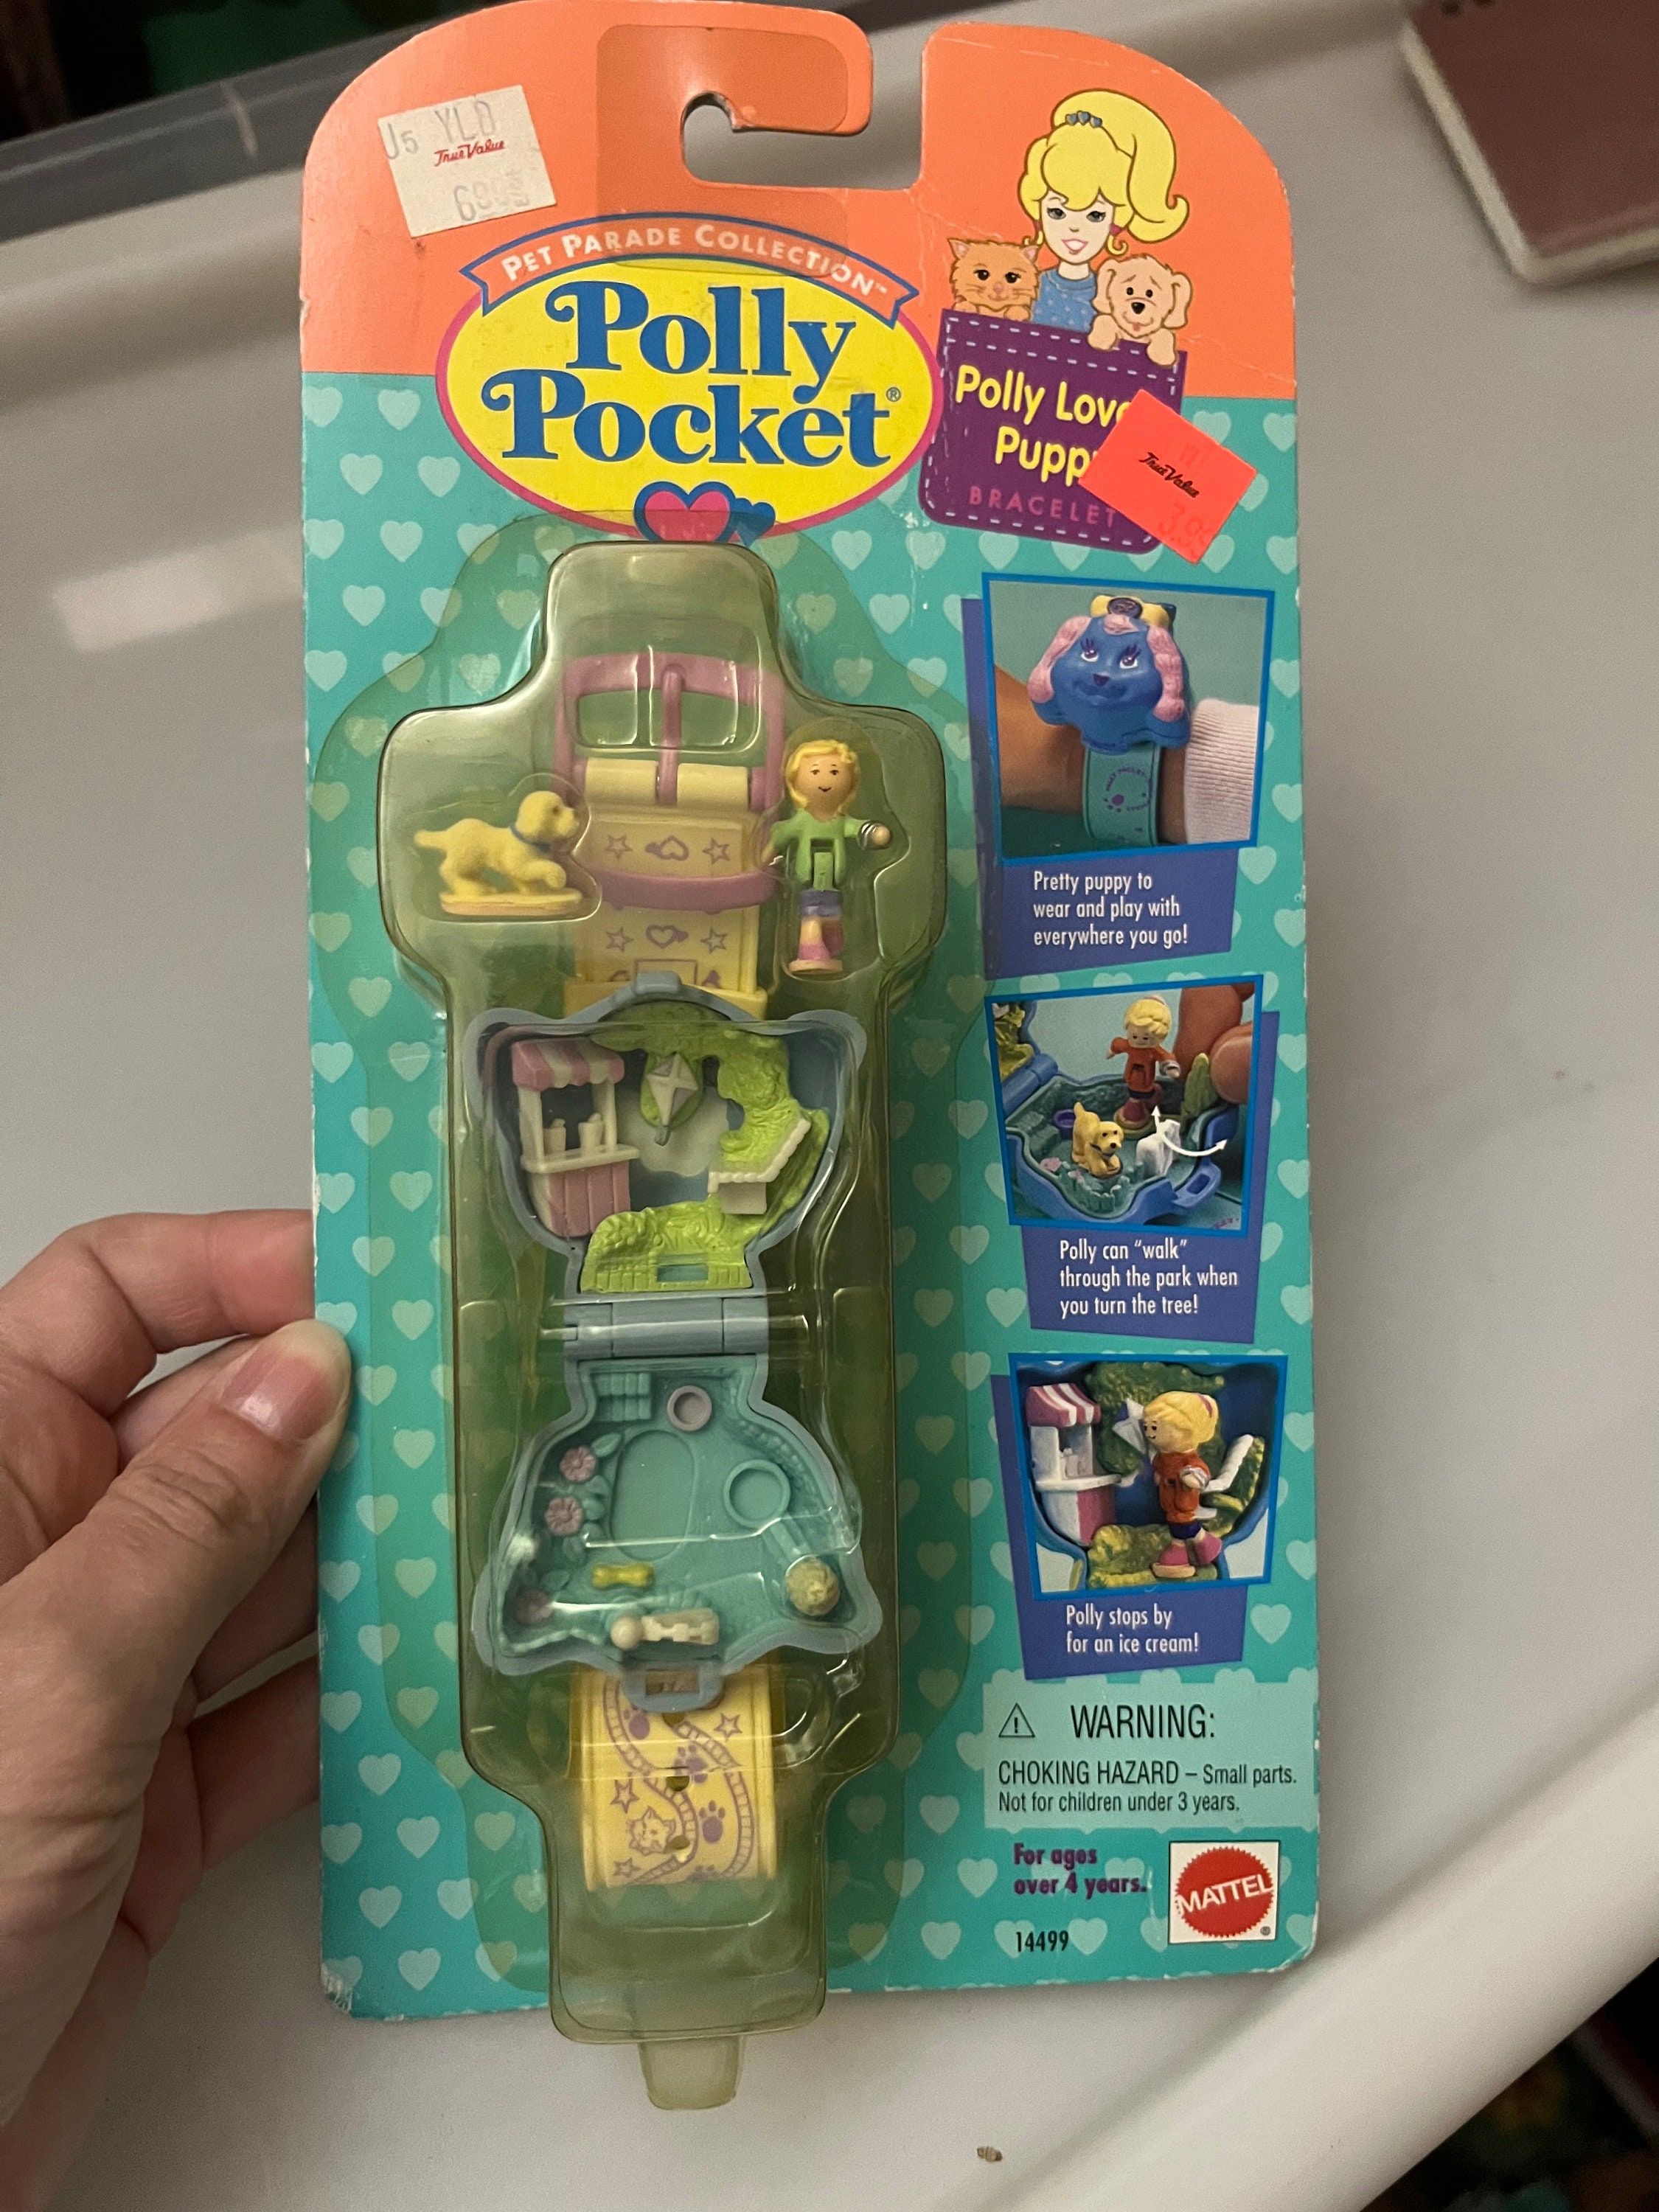 J5 YLD
True Value
PET PARADE COLLECTION™
Polly
Pocket®
Polly Love
Pupp
BRACELET
True Value
Pretty puppy to
wear and play with
everywhere you go!
Polly can "walk"
through the park when
you turn the tree!
Polly stops by
for an ice cream!
WARNING:
CHOKING HAZARD – Small parts.
Not for children under 3 years.
For ages
over 4 years.
14499
MATTEL®